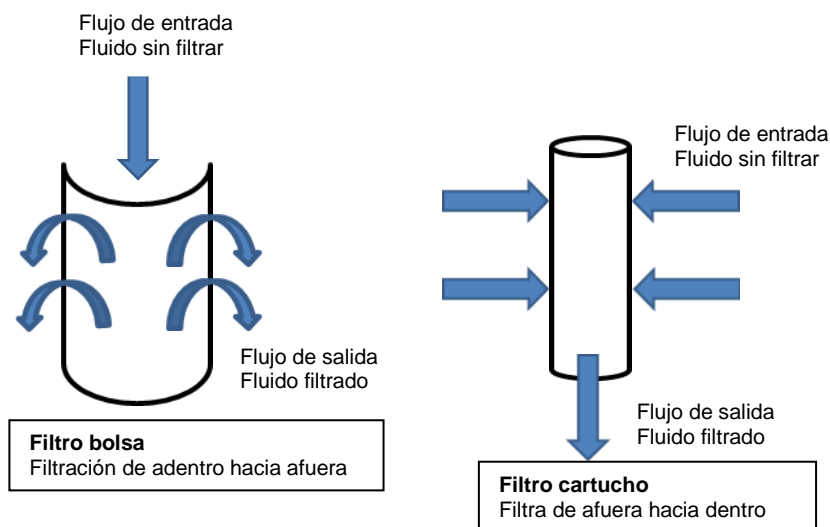 Flujo de entrada
Fluido sin filtrar
Flujo de salida
Fluido filtrado
Filtro bolsa
Filtración de adentro hacia afuera
Flujo de entrada
Fluido sin filtrar
Flujo de salida
Fluido filtrado
Filtro cartucho
Filtra de afuera hacia dentro